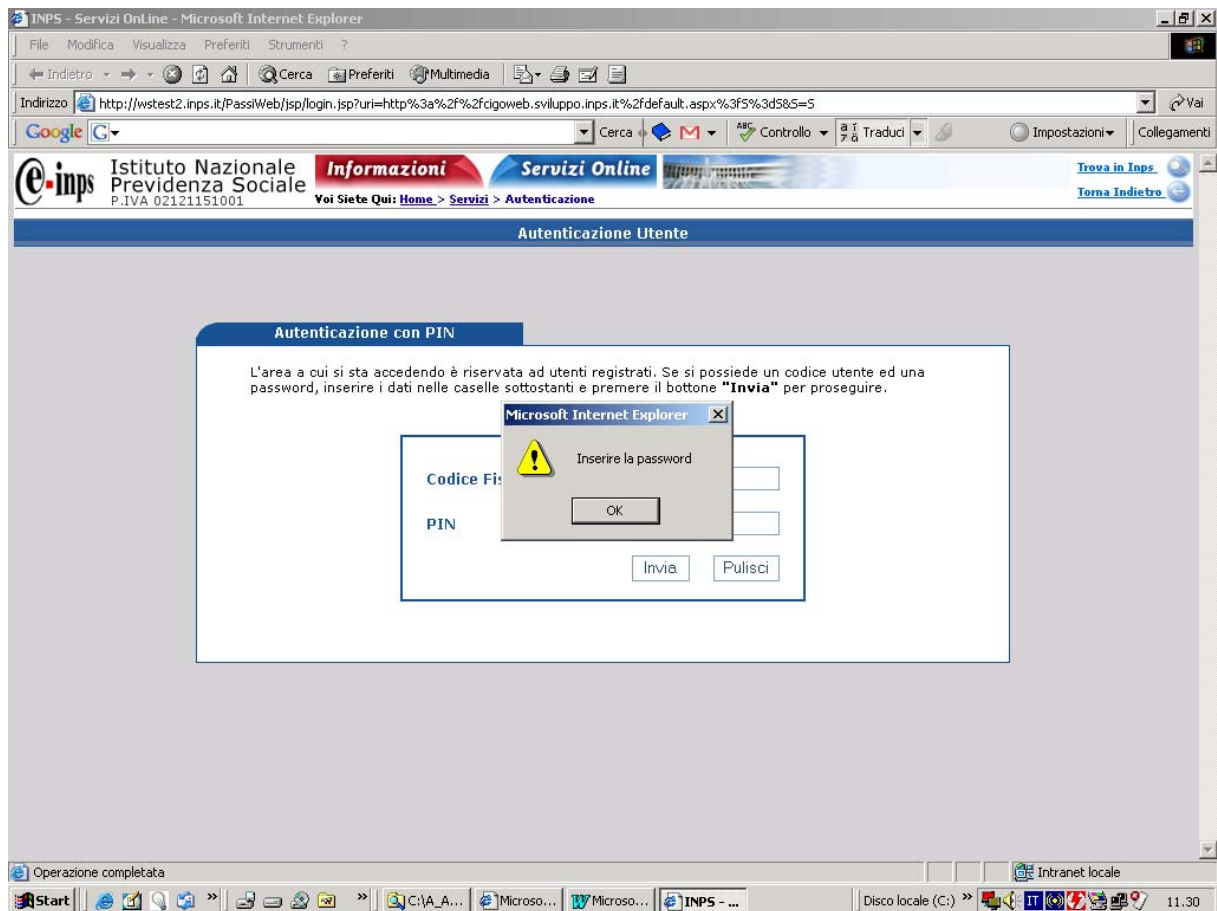 INPS - Servizi OnLine - Microsoft Internet Explorer
File Modifica Visualizza Preferiti Strumenti ?
Indietro Cerca Preferiti Multimedia
Indirizzo http://wstest2.inps.it/PassiWeb/jsp/login.jsp?uri=http%3a%2f%2fcigoweb.sviluppo.inps.it%2fdefault.aspx%3fS%3dS&S=S Vai
Google G Cerca ABC Controllo Traduci Impostazioni Collegamenti
e-inps Istituto Nazionale Informazioni Servizi Online Trova in Inps
Previdenza Sociale
P.IVA 02121151001 Voi Siete Qui: Home > Servizi > Autenticazione Torna Indietro
Autenticazione Utente
Autenticazione con PIN
L'area a cui si sta accedendo è riservata ad utenti registrati. Se si possiede un codice utente ed una
password, inserire i dati nelle caselle sottostanti e premere il bottone "Invia" per proseguire.
Microsoft Internet Explorer
Inserire la password
Codice Fis
OK
PIN
Invia Pulisci
Operazione completata Intranet locale
Start C:\A_A... Microso... Microso... INPS - ... Disco locale (C:) IT 11.30